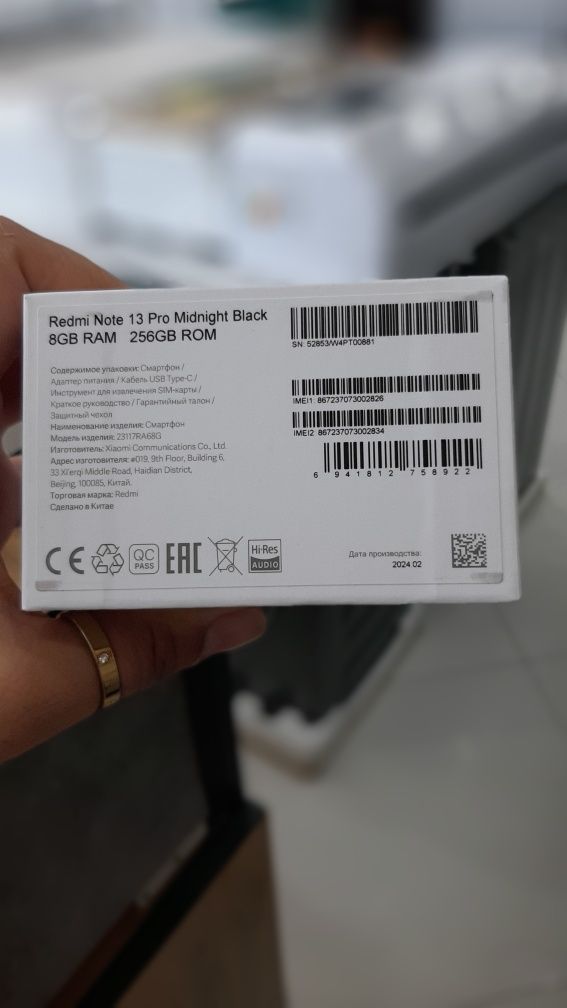 Redmi Note 13 Pro Midnight Black
8GB RAM 256GB ROM
Содержимое упаковки: Смартфон /
Адаптер питания / Кабель USB Type-C /
Инструмент для извлечения SIM-карты /
Краткое руководство / Гарантийный талон /
Защитный чехол
Наименование изделия: Смартфон
Модель изделия: 23117RA68G
Изготовитель: Xiaomi Communications Co., Ltd.
Адрес изготовителя: #019, 9th Floor, Building 6,
33 Xi'erqi Middle Road, Haidian District,
Beijing, 100085, Китай.
Торговая марка: Redmi
Сделано в Китае
SN: 52853/W4PT00881
IMEI1: 867237073002826
IMEI2: 867237073002834
6 941812 758922
CE
QC
PASS
EAC
Hi-Res
AUDIO
Дата производства:
2024 02